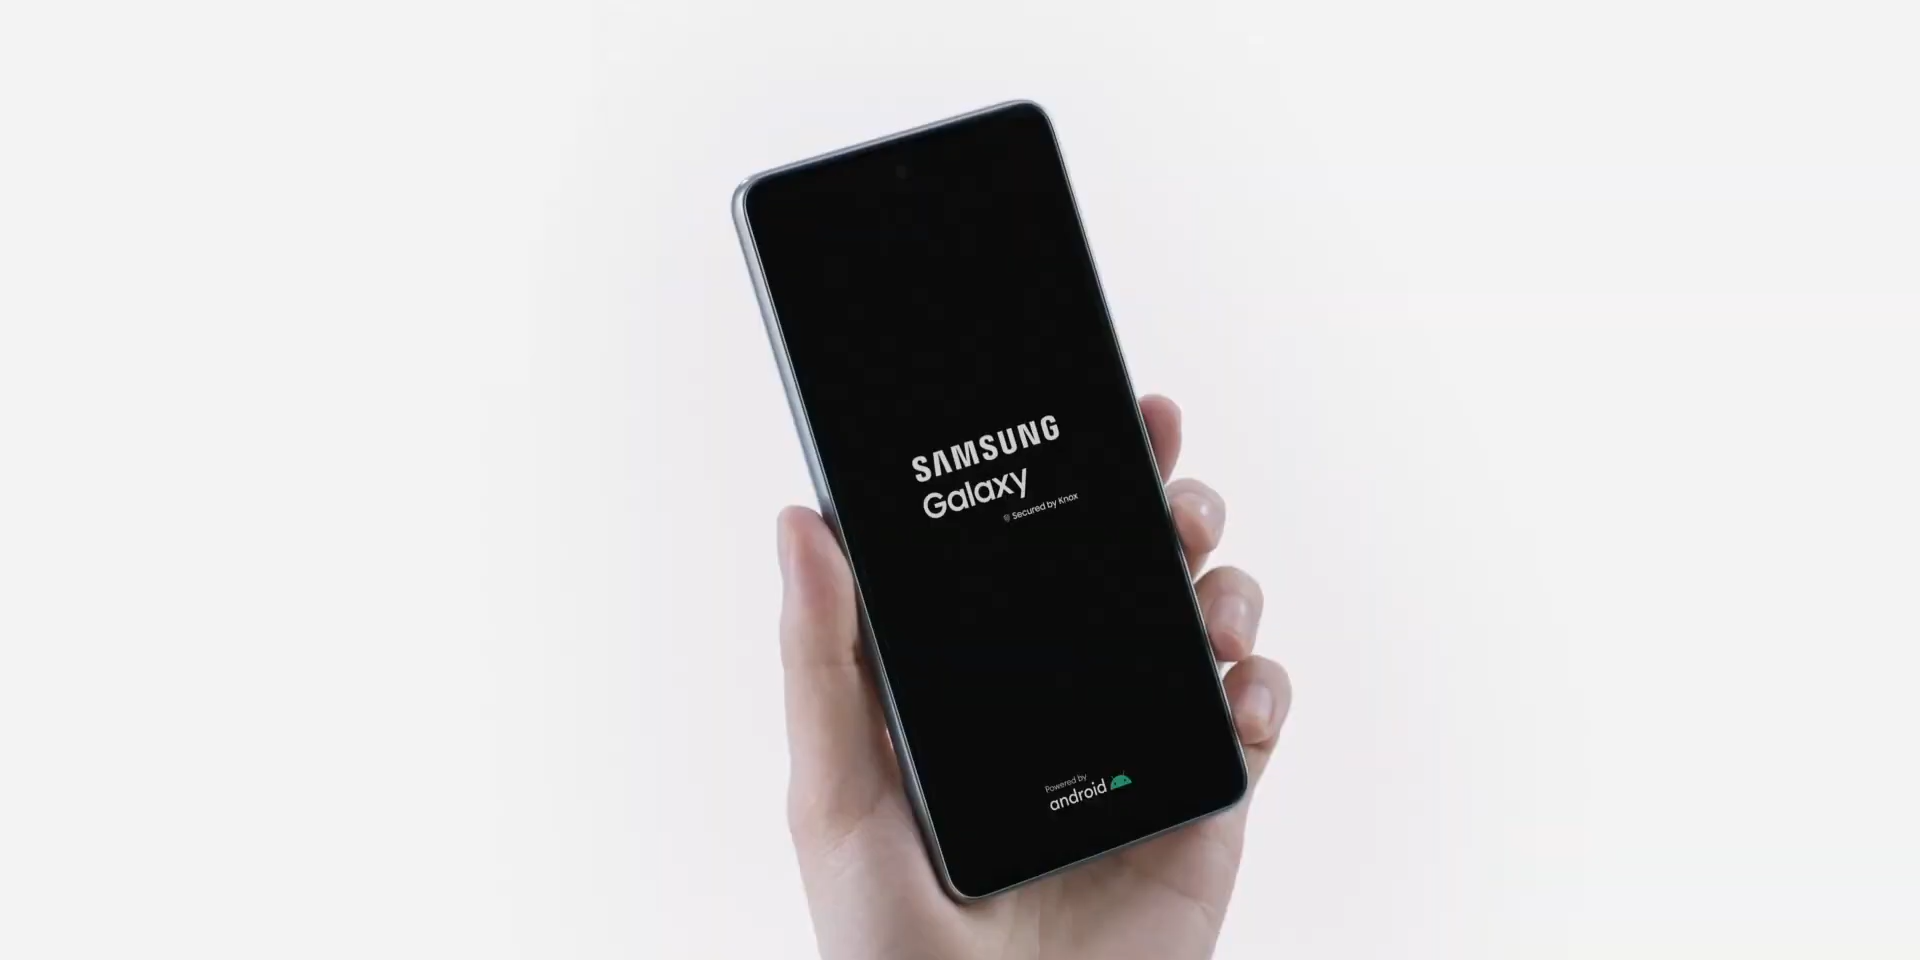 SAMSUNG
Galaxy
Secured by Knox
Powered by
android